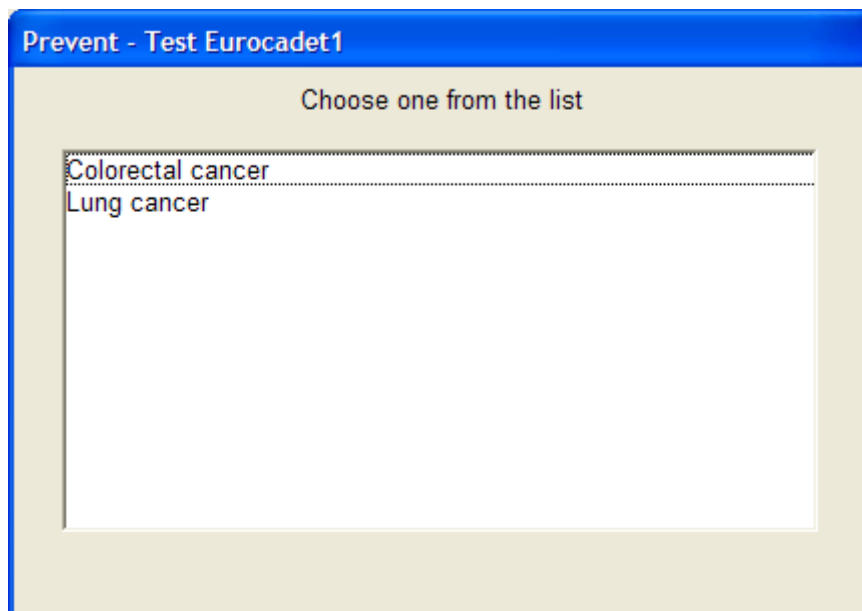 Prevent - Test Eurocadet1
Choose one from the list
Colorectal cancer
Lung cancer